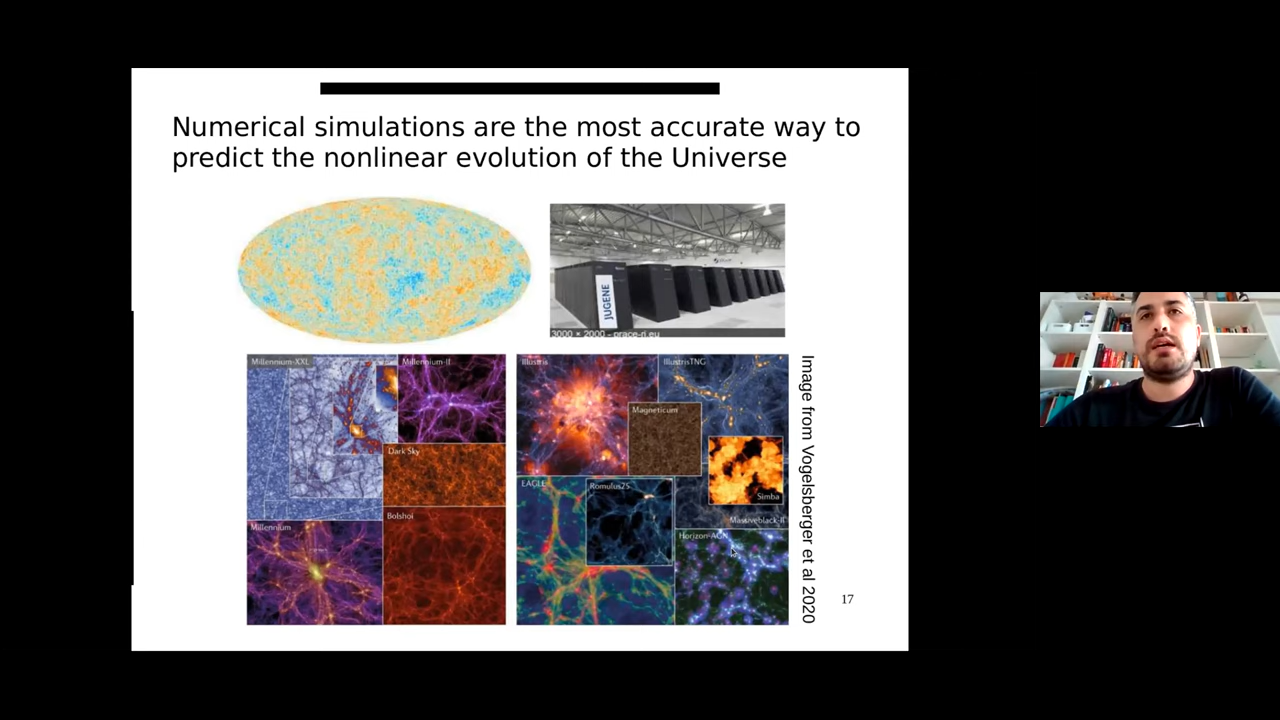 Numerical simulations are the most accurate way to
predict the nonlinear evolution of the Universe
JUGENE
3000 × 2000 - prace-ri.eu
Millennium-XXL
Millennium-II
Dark Sky
Millennium
Bolshoi
Illustris
IllustrisTNG
Magneticum
Simba
EAGLE
Romulus25
Massiveblack-II
Horizon-AGN
Image from Vogelsberger et al 2020
17